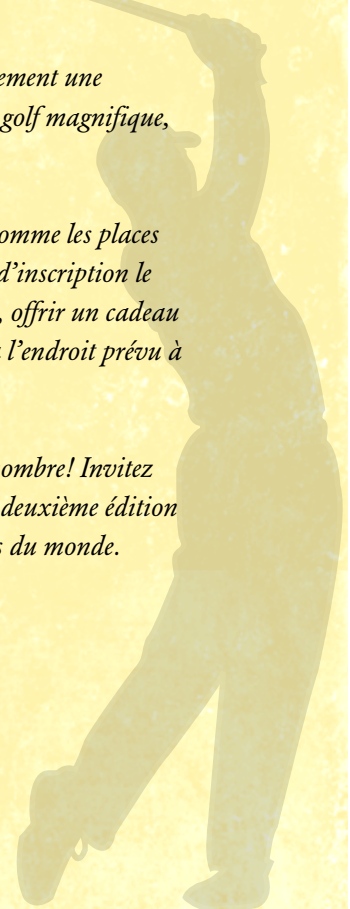 ement une
golf magnifique,
omme les places
d’inscription le
, offrir un cadeau
l’endroit prévu à
ombre! Invitez
deuxième édition
s du monde.